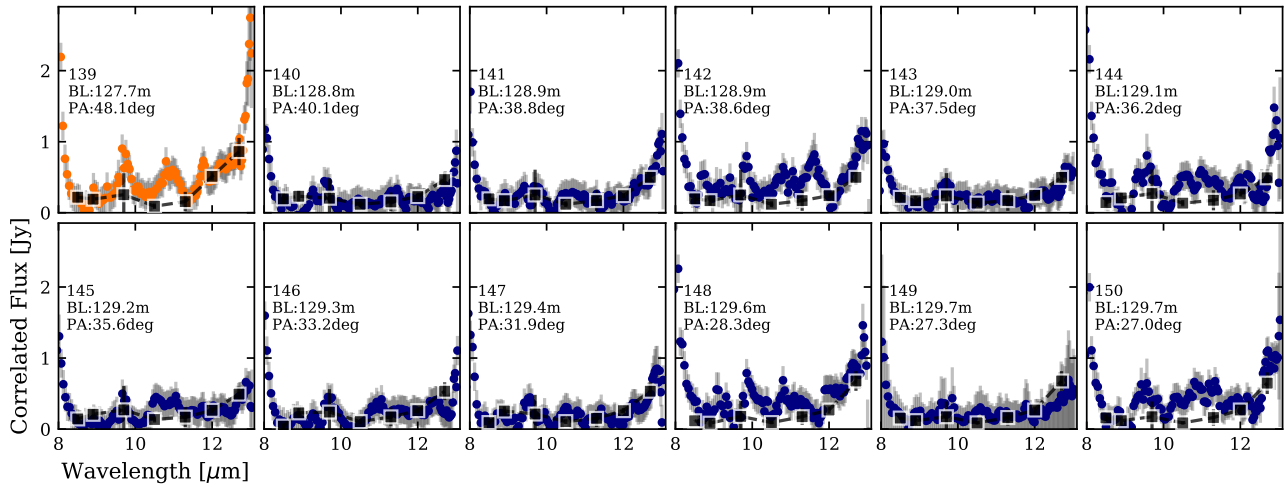 139
BL:127.7m
PA:48.1deg
140
BL:128.8m
PA:40.1deg
141
BL:128.9m
PA:38.8deg
142
BL:128.9m
PA:38.6deg
143
BL:129.0m
PA:37.5deg
144
BL:129.1m
PA:36.2deg
2
1
0
145
BL:129.2m
PA:35.6deg
146
BL:129.3m
PA:33.2deg
147
BL:129.4m
PA:31.9deg
148
BL:129.6m
PA:28.3deg
149
BL:129.7m
PA:27.3deg
150
BL:129.7m
PA:27.0deg
2
1
0
8 10 12
8 10 12
8 10 12
8 10 12
8 10 12
8 10 12
Correlated Flux [Jy]
Wavelength [μm]